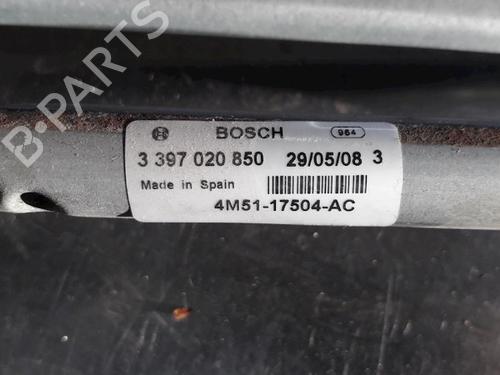 B-PARTS
BOSCH 964
3 397 020 850 29/05/08 3
Made in Spain
4M51-17504-AC